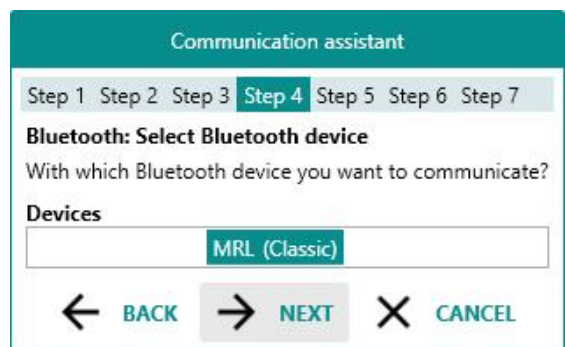 Communication assistant
Step 1 Step 2 Step 3 Step 4 Step 5 Step 6 Step 7
Bluetooth: Select Bluetooth device
With which Bluetooth device you want to communicate?
Devices
MRL (Classic)
BACK NEXT CANCEL